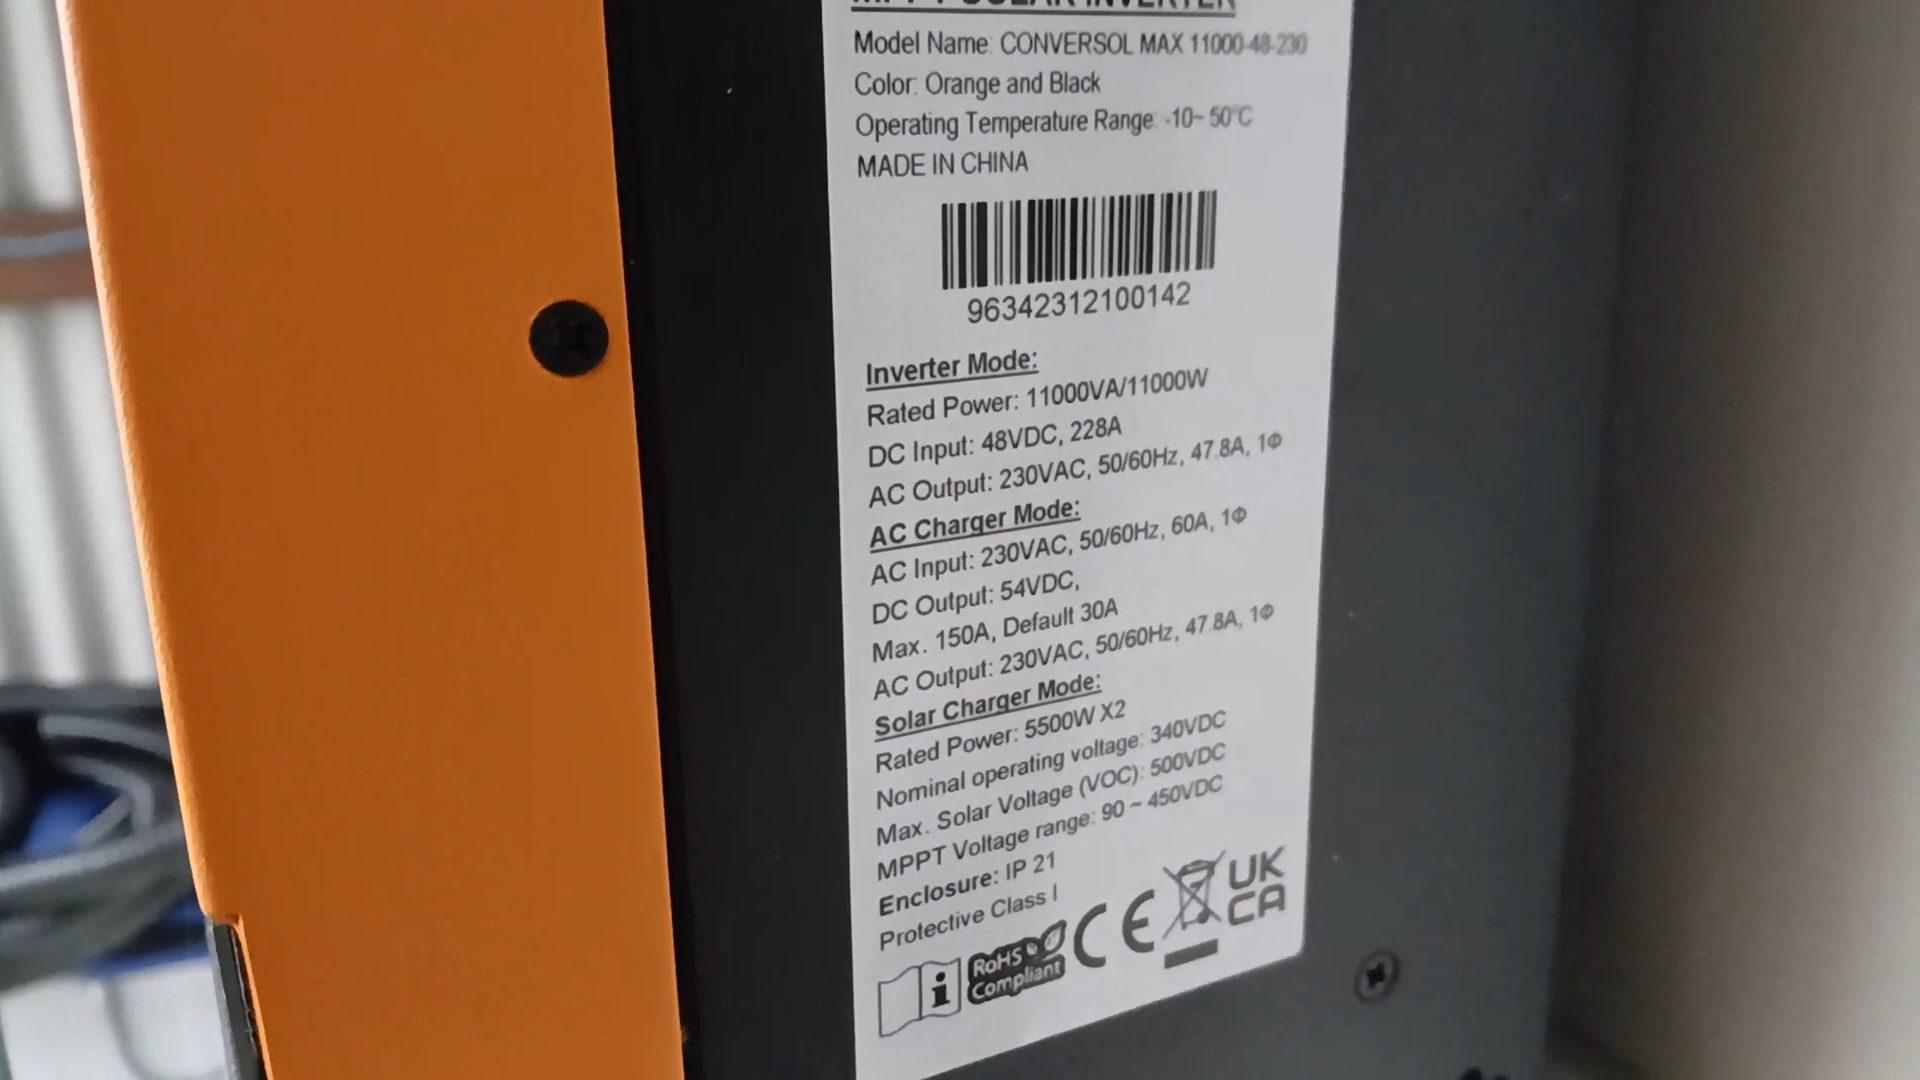 MPPT SOLAR INVERTER
Model Name: CONVERSOL MAX 11000-48-230
Color: Orange and Black
Operating Temperature Range: -10~ 50°C
MADE IN CHINA
96342312100142
Inverter Mode:
Rated Power: 11000VA/11000W
DC Input: 48VDC, 228A
AC Output: 230VAC, 50/60Hz, 47.8A, 1Φ
AC Charger Mode:
AC Input: 230VAC, 50/60Hz, 60A, 1Φ
DC Output: 54VDC,
Max. 150A, Default 30A
AC Output: 230VAC, 50/60Hz, 47.8A, 1Φ
Solar Charger Mode:
Rated Power: 5500W X2
Nominal operating voltage: 340VDC
Max. Solar Voltage (VOC): 500VDC
MPPT Voltage range: 90 ~ 450VDC
Enclosure: IP 21
Protective Class I
i
RoHS
Compliant
CE
UK
CA